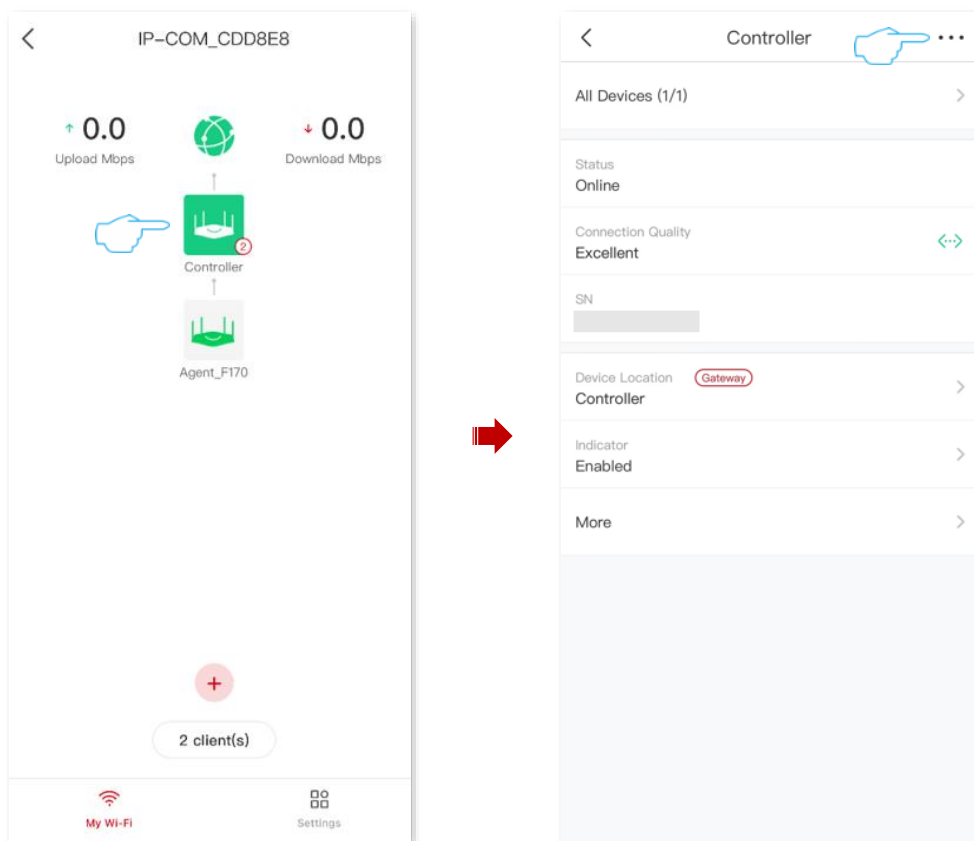 IP-COM_CDD8E8
0.0
Upload Mbps
0.0
Download Mbps
2
Controller
Agent_F170
2 client(s)
My Wi-Fi
Settings
Controller
All Devices (1/1)
Status
Online
Connection Quality
Excellent
SN
Device Location Gateway
Controller
Indicator
Enabled
More